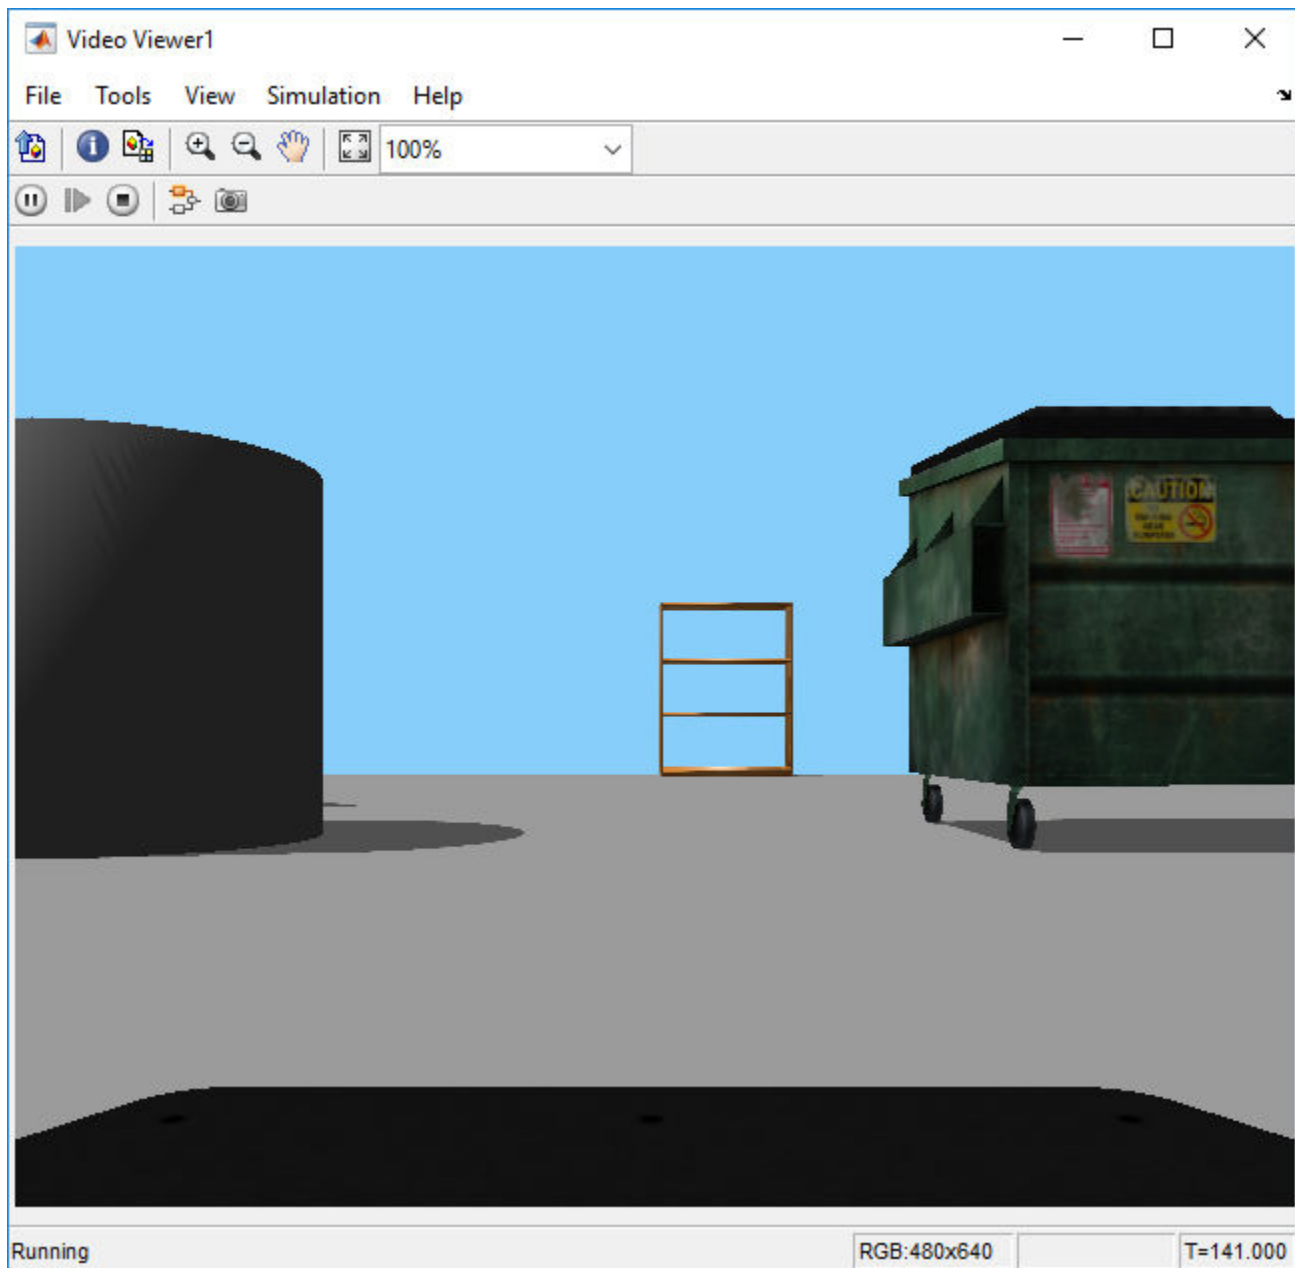 Video Viewer1
File Tools View Simulation Help
100%
CAUTION
Running RGB:480x640 T=141.000